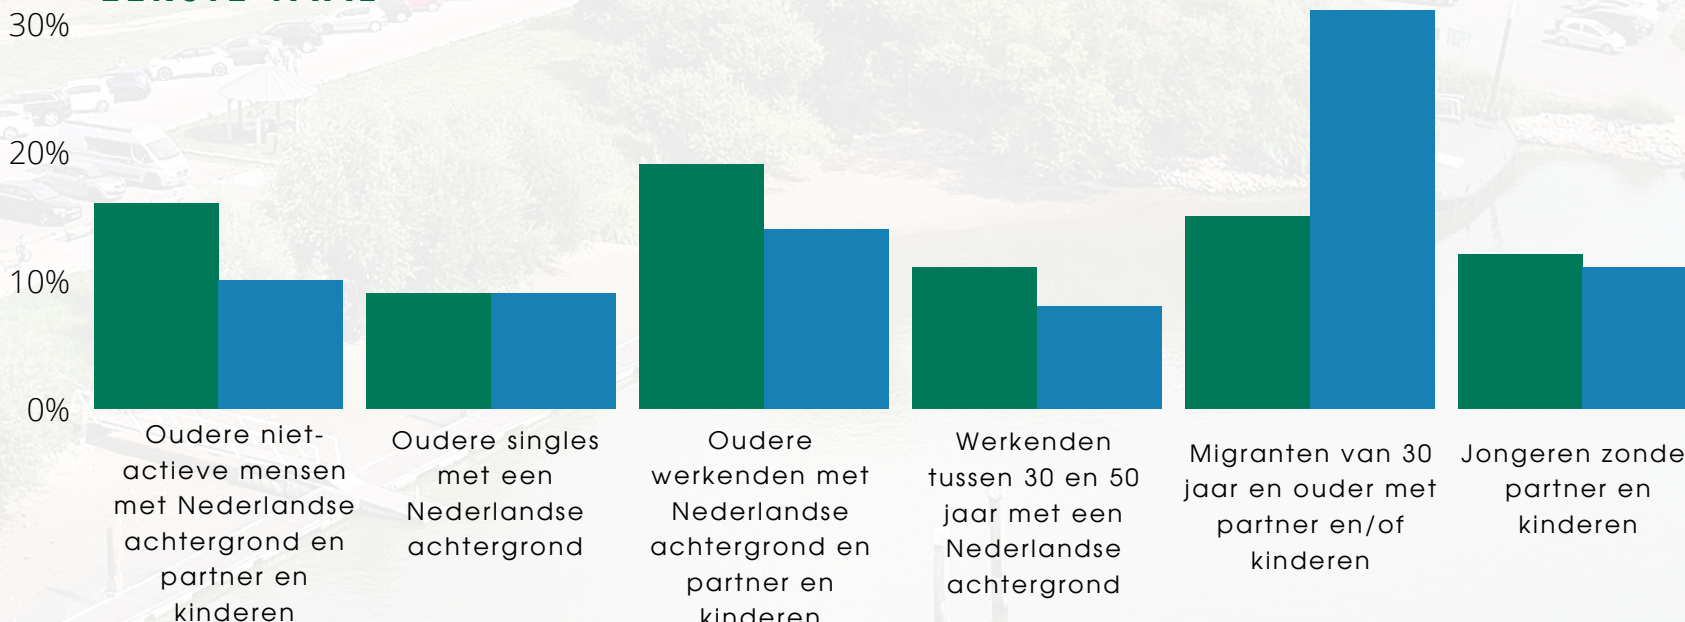 30%
20%
10%
0%
Oudere niet-
actieve mensen
met Nederlandse
achtergrond en
partner en
kinderen
Oudere singles
met een
Nederlandse
achtergrond
Oudere
werkenden met
Nederlandse
achtergrond en
partner en
kinderen
Werkenden
tussen 30 en 50
jaar met een
Nederlandse
achtergrond
Migranten van 30
jaar en ouder met
partner en/of
kinderen
Jongeren zonde
partner en
kinderen